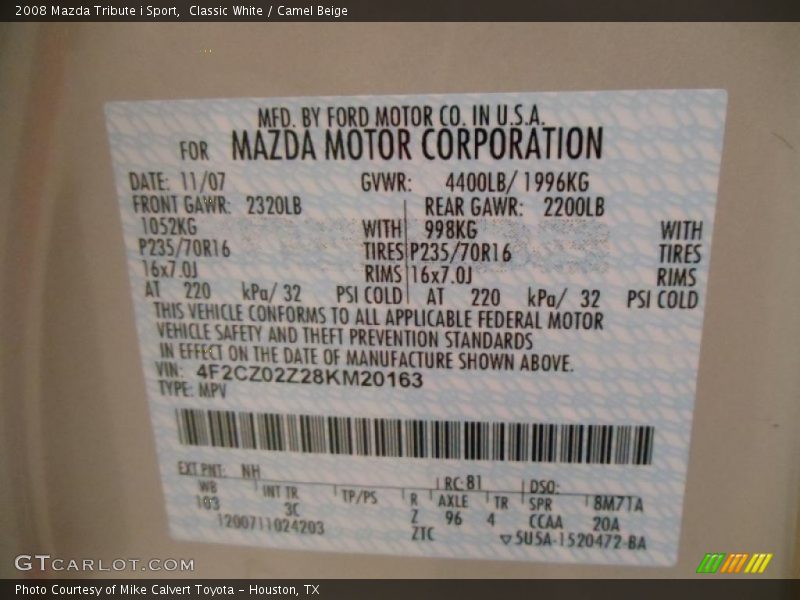 2008 Mazda Tribute i Sport,  Classic White / Camel Beige
MFD. BY FORD MOTOR CO. IN U.S.A.
FOR MAZDA MOTOR CORPORATION
DATE: 11/07 GVWR: 4400LB/ 1996KG
FRONT GAWR: 2320LB REAR GAWR: 2200LB
1052KG WITH 998KG WITH
P235/70R16 TIRES P235/70R16 TIRES
16x7.0J RIMS 16x7.0J RIMS
AT 220 kPa/ 32 PSI COLD AT 220 kPa/ 32 PSI COLD
THIS VEHICLE CONFORMS TO ALL APPLICABLE FEDERAL MOTOR
VEHICLE SAFETY AND THEFT PREVENTION STANDARDS
IN EFFECT ON THE DATE OF MANUFACTURE SHOWN ABOVE.
VIN: 4F2CZ02Z28KM20163
TYPE: MPV
EXT PNT: NH RC: 81 DSO:
WB INT TR TP/PS R AXLE TR SPR 8M71A
103 3C Z 96 4 CCAA 20A
1200711024203 ZTC ▽5U5A-1520472-BA
GTCARLOT.COM
Photo Courtesy of Mike Calvert Toyota - Houston, TX